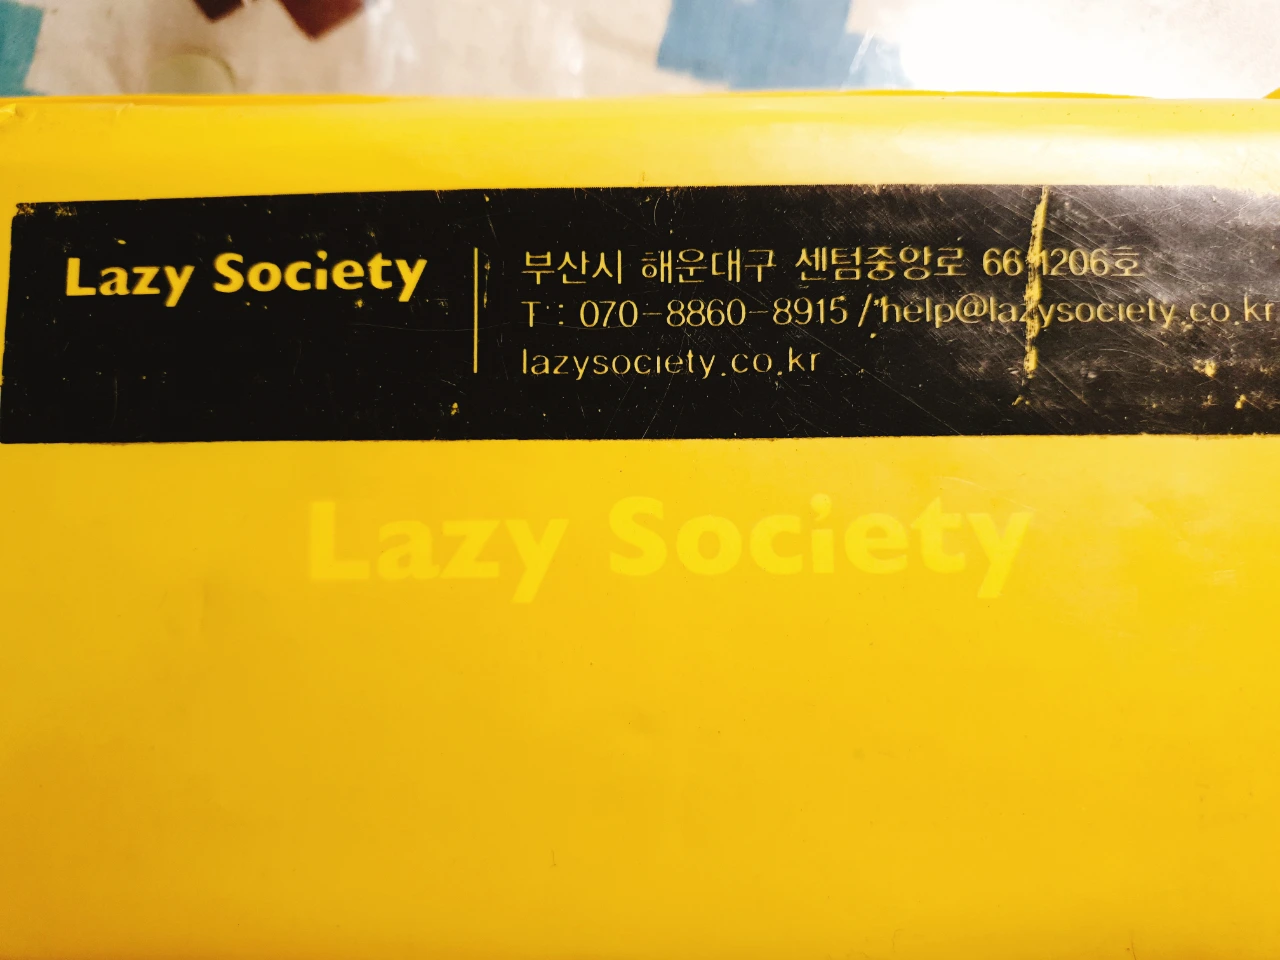 Lazy Society
부산시 해운대구 센텀중앙로 66 1206호
T : 070-8860-8915 / help@lazysociety.co.kr
lazysociety.co.kr
Lazy Society